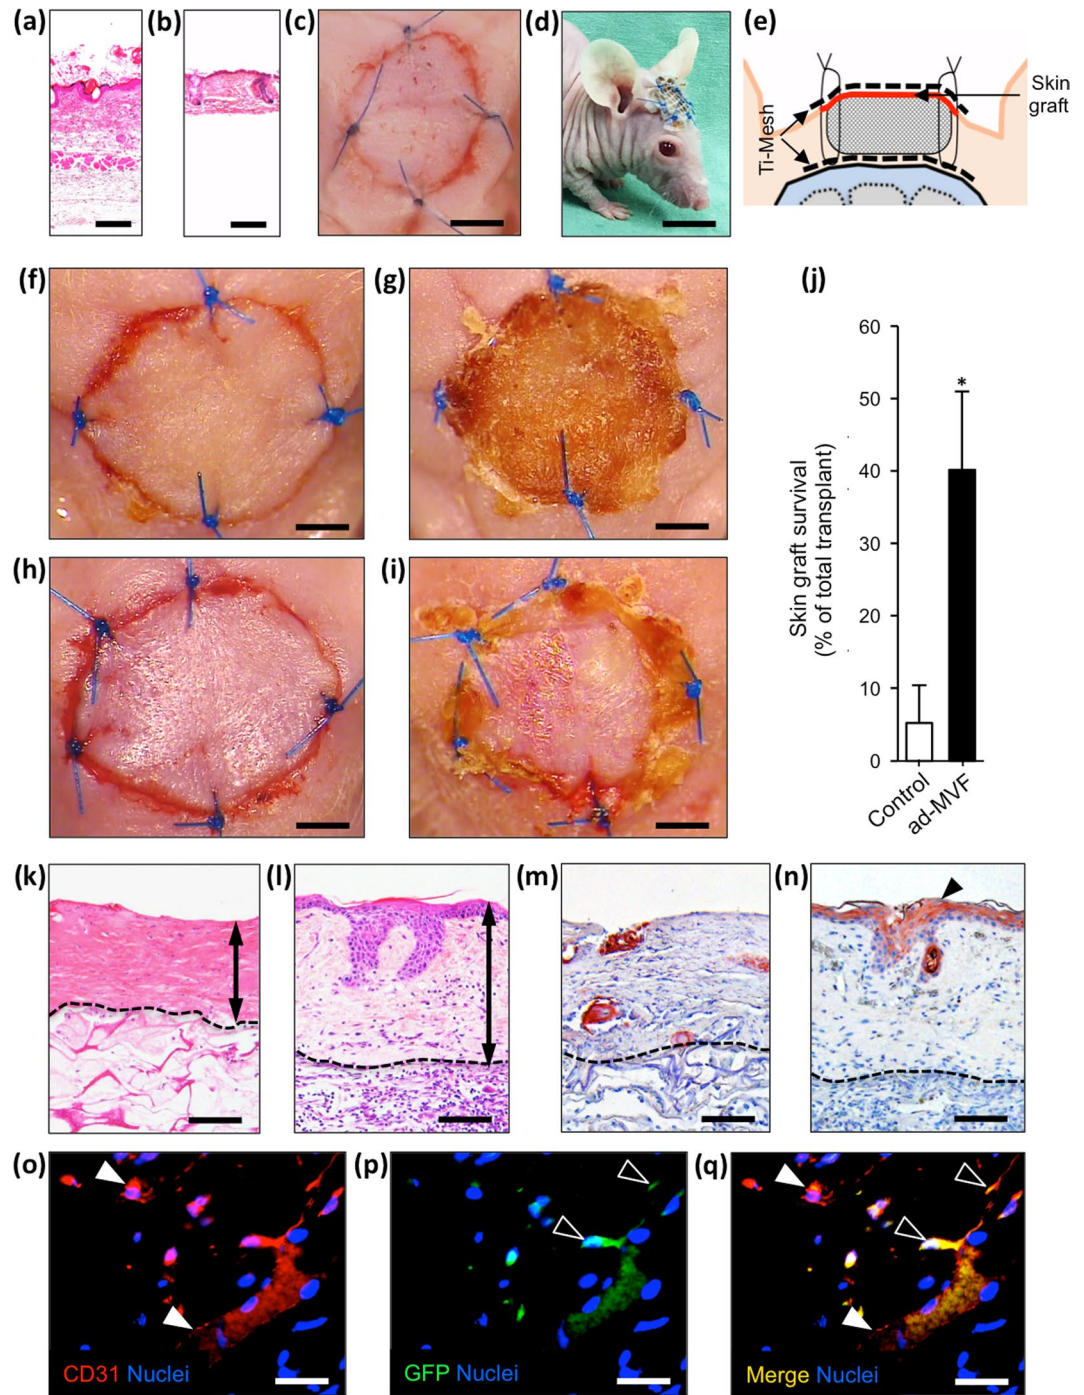 (a)
(b)
(c)
(d)
(e)
Skin
graft
Ti-Mesh
(f)
(g)
(h)
(i)
(j)
60
50
40
30
20
10
0
*
Skin graft survival
(% of total transplant)
Control
ad-MVF
(k)
(l)
(m)
(n)
(o)
(p)
(q)
CD31 Nuclei
GFP Nuclei
Merge Nuclei